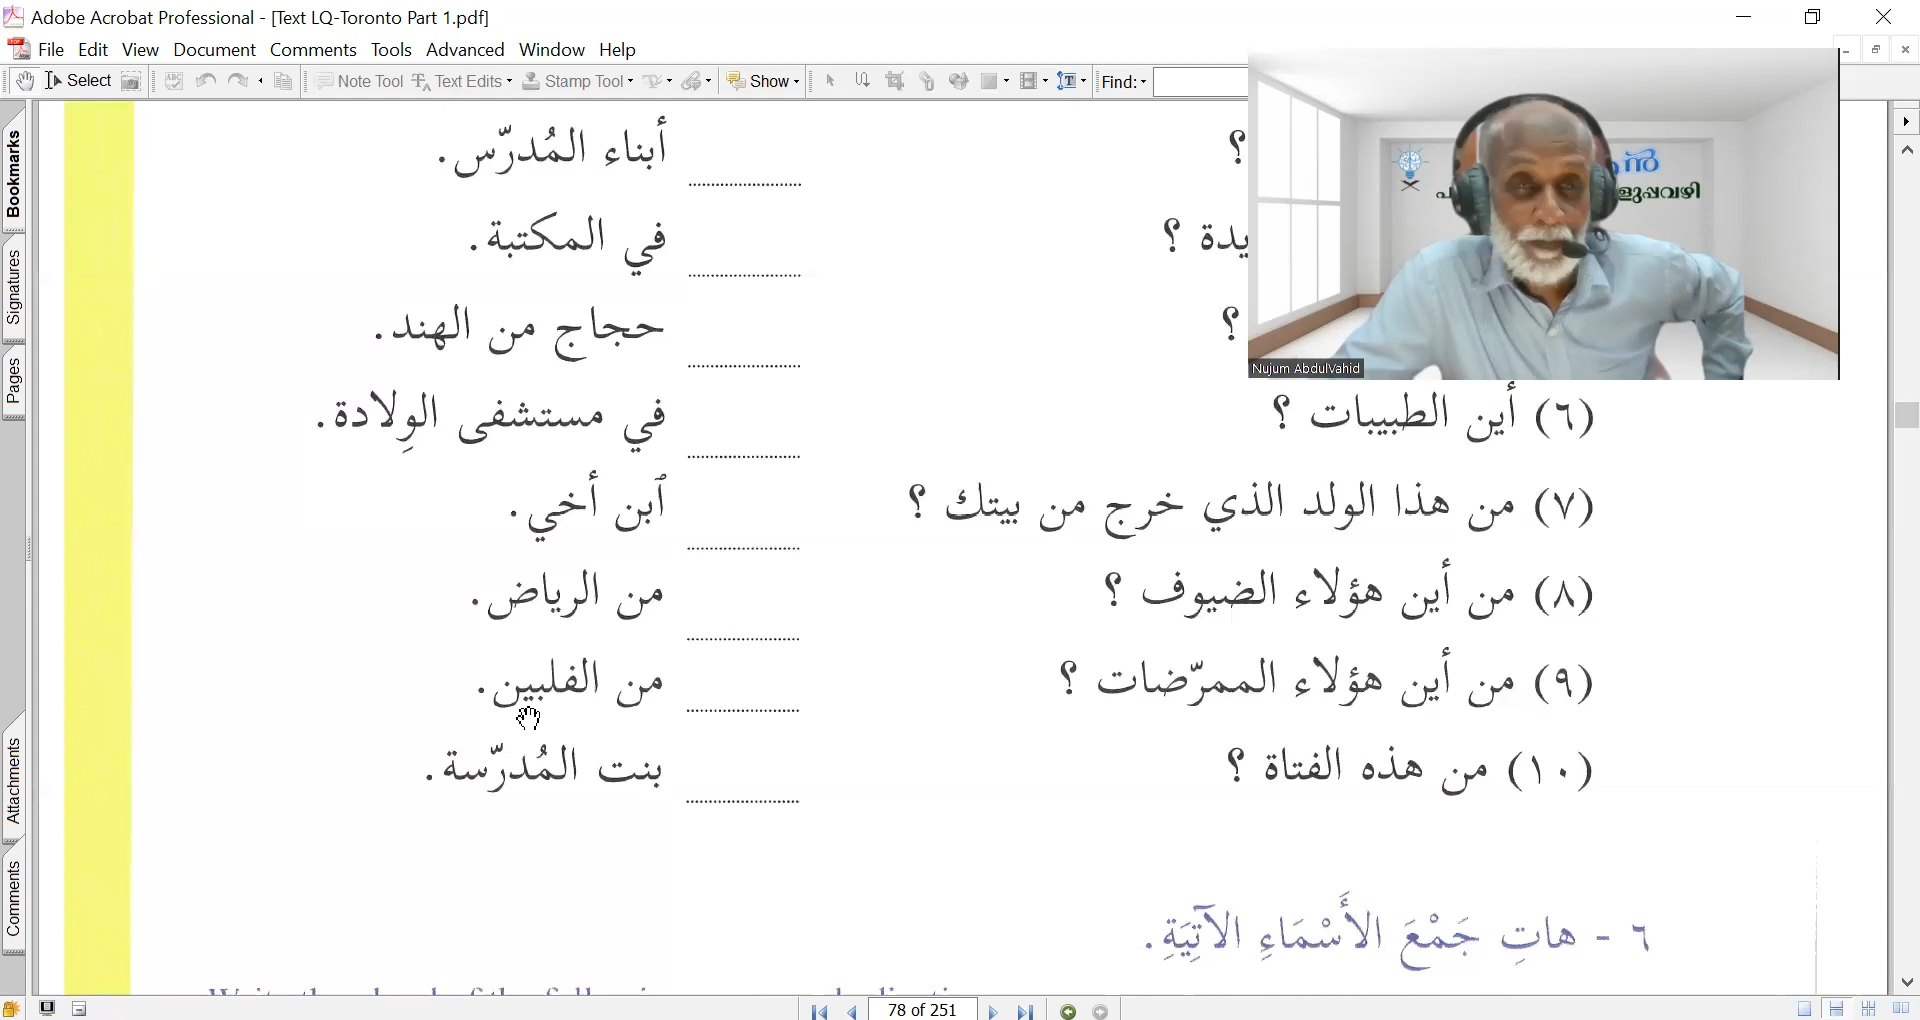 Adobe Acrobat Professional - [Text LQ-Toronto Part 1.pdf]
File Edit View Document Comments Tools Advanced Window Help
Select Note Tool Text Edits Stamp Tool Show Find:
Bookmarks
Signatures
Pages
Attachments
Comments
؟ ............ أبناء المُدرّس .
؟ ............ في المكتبة .
؟ ............ حجاج من الهند .
(٦) أين الطبيبات ؟ ............ في مستشفى الوِلادة .
(٧) من هذا الولد الذي خرج من بيتك ؟ ............ ٱبن أخي .
(٨) من أين هؤلاء الضيوف ؟ ............ من الرياض .
(٩) من أين هؤلاء الممرّضات ؟ ............ من الفلبين .
(١٠) من هذه الفتاة ؟ ............ بنت المُدرّسة .
٦ - هاتِ جَمْعَ الأَسْمَاءِ الآتِيَةِ .
Nujum AbdulVahid
78 of 251